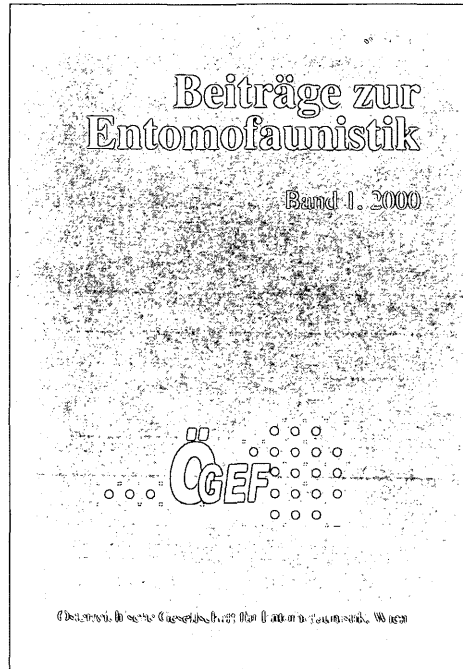 Beiträge zur
Entomofaunistik
Band 1. 2000
ÖGEF
Österreichische Gesellschaft für Entomofaunistik, Wien